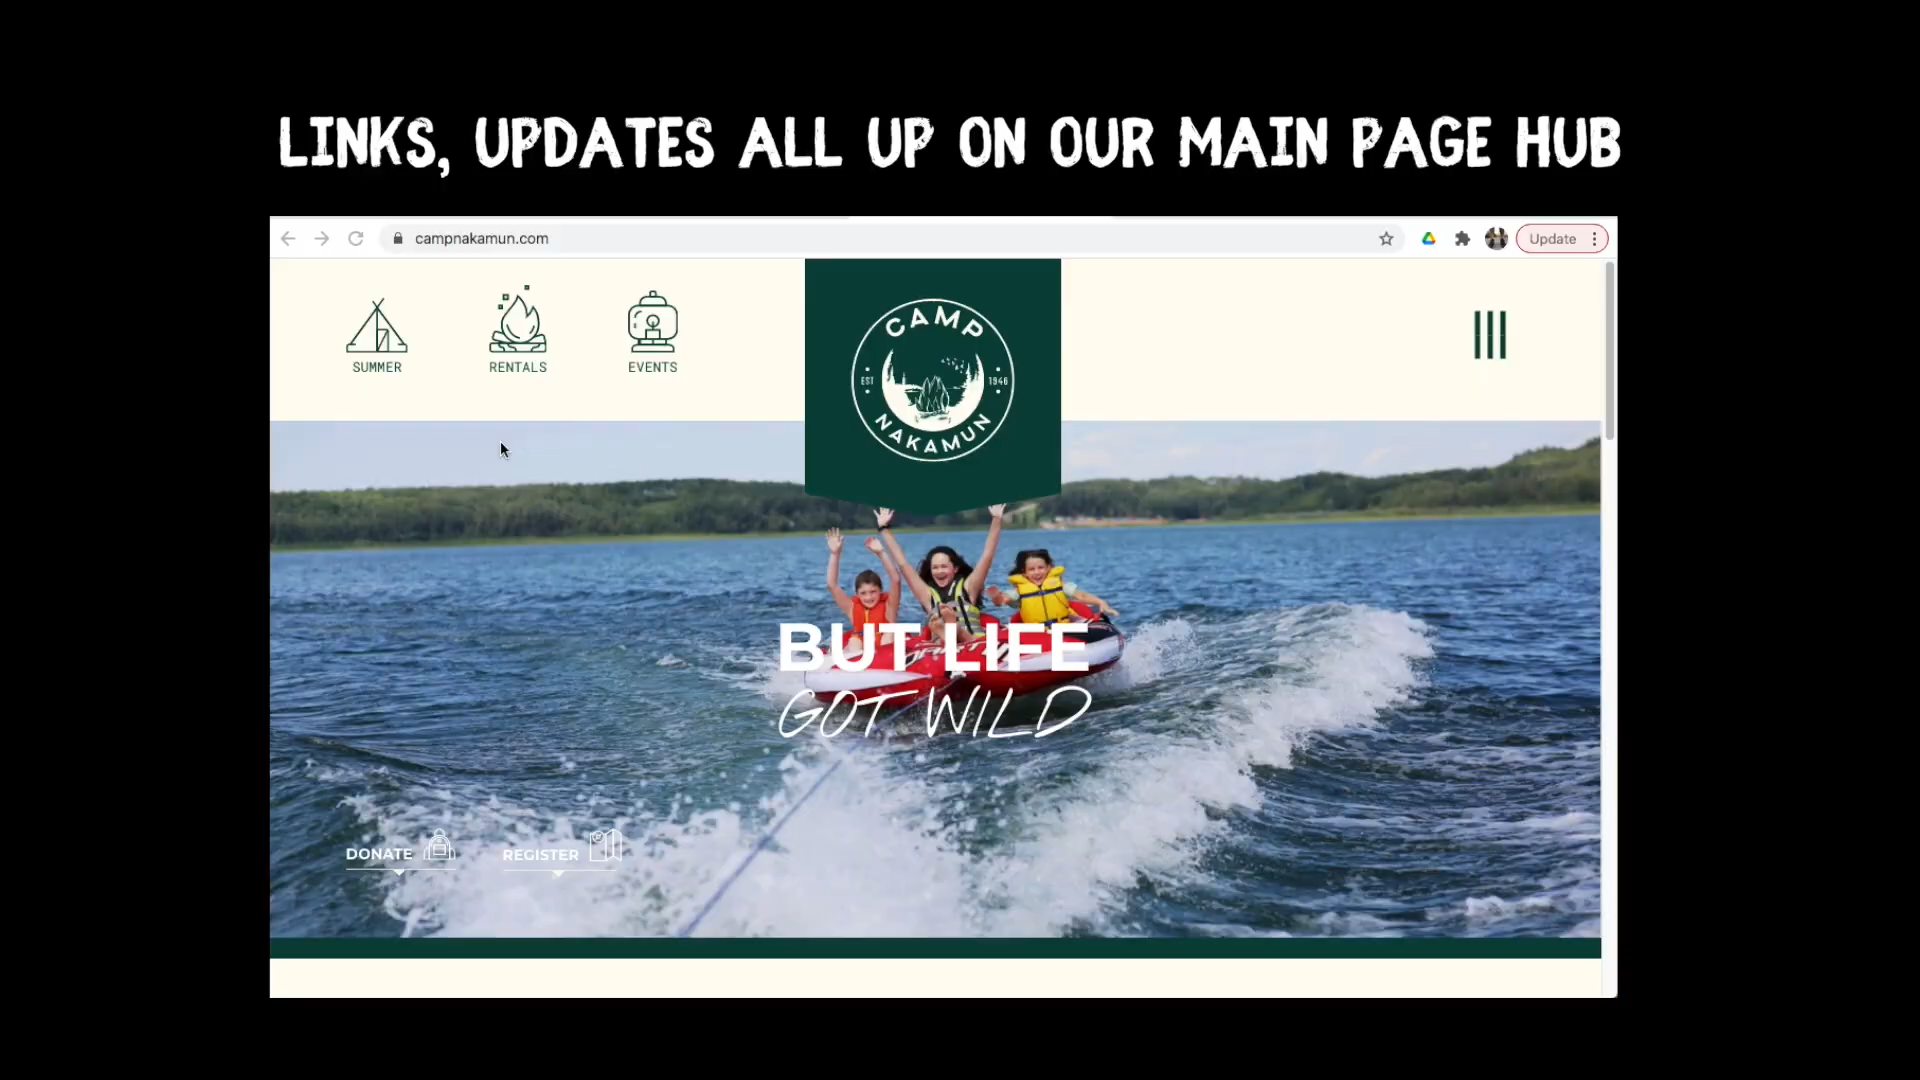 LINKS, UPDATES ALL UP ON OUR MAIN PAGE HUB
campnakamun.com
Update
SUMMER
RENTALS
EVENTS
CAMP
EST 1946
NAKAMUN
BUT LIFE
GOT WILD
DONATE
REGISTER